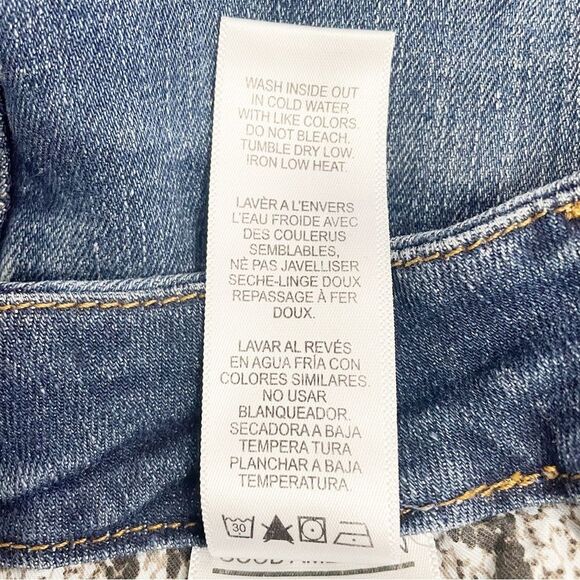 WASH INSIDE OUT
IN COLD WATER
WITH LIKE COLORS.
DO NOT BLEACH.
TUMBLE DRY LOW.
IRON LOW HEAT.
LAVÈR A L'ENVERS
L'EAU FROIDE AVEC
DES COULERUS
SEMBLABLES,
NÈ PAS JAVELLISER
SECHE-LINGE DOUX
REPASSAGE À FER
DOUX.
LAVAR AL REVÉS
EN AGUA FRÍA CON
COLORES SIMILARES.
NO USAR
BLANQUEADOR.
SECADORA A BAJA
TEMPERA TURA
PLANCHAR A BAJA
TEMPERATURA.
30